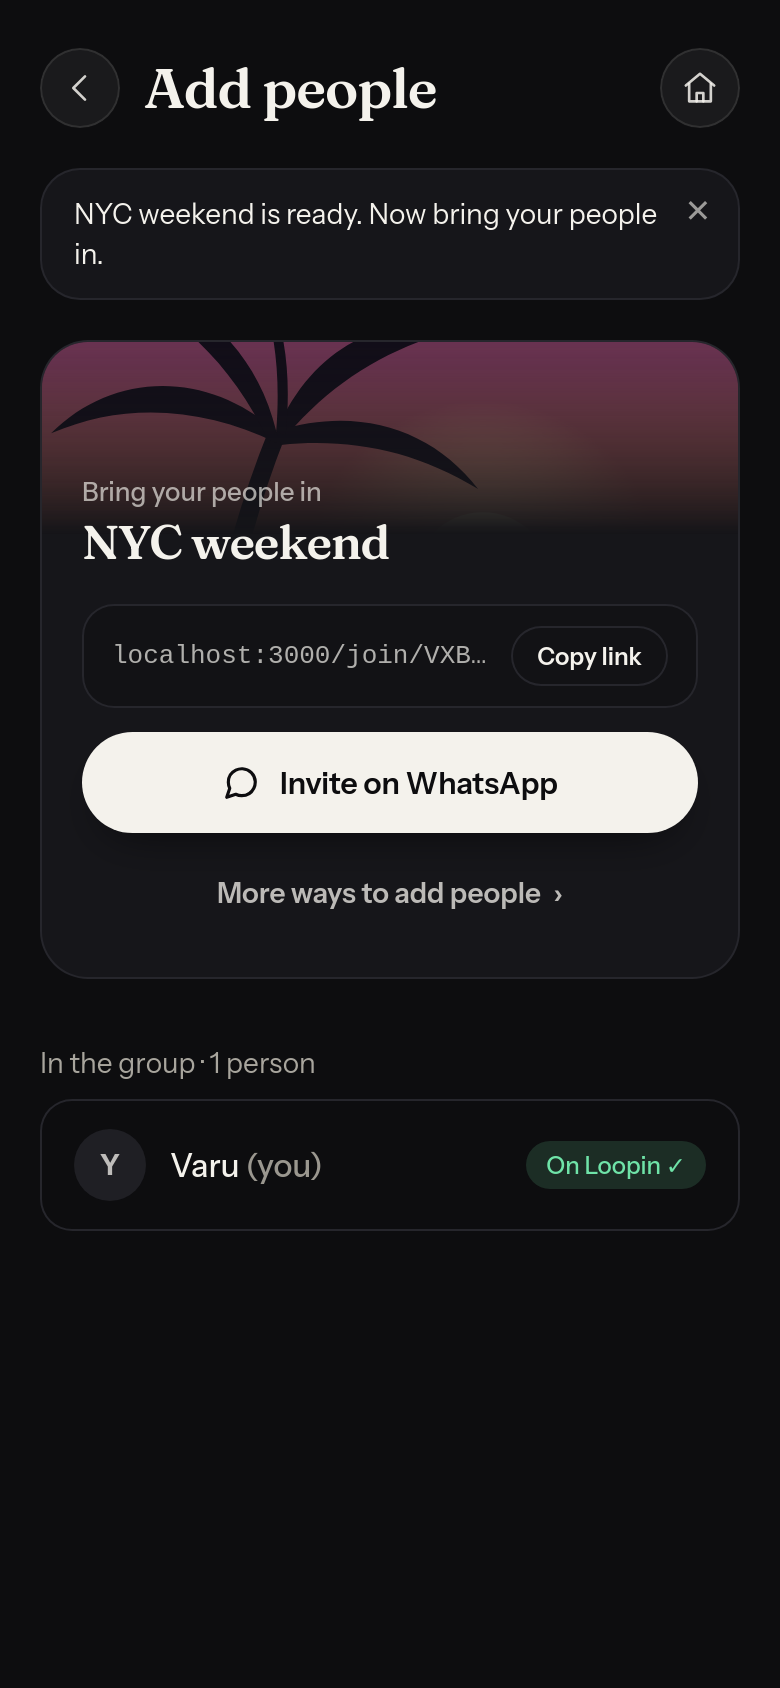 Add people
NYC weekend is ready. Now bring your people
in.
✕
Bring your people in
NYC weekend
localhost:3000/join/VXB…
Copy link
Invite on WhatsApp
More ways to add people ›
In the group · 1 person
Y
Varu (you)
On Loopin ✓